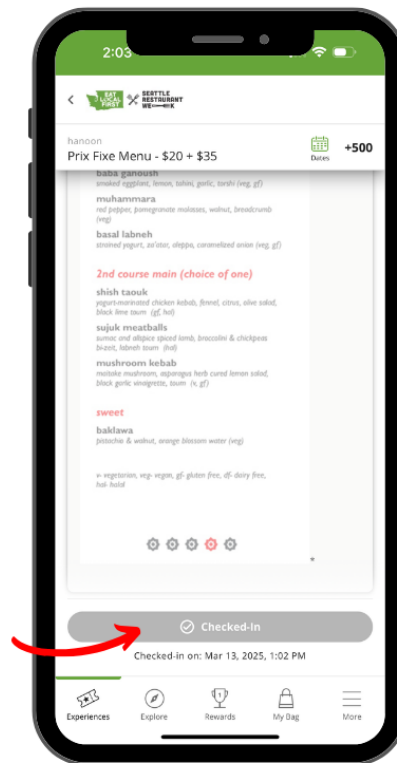 2:03
EAT
LOCAL
FIRST
SEATTLE
RESTAURANT
WEEK
hanoon
Prix Fixe Menu - $20 + $35
Dates
+500
baba ganoush
smoked eggplant, lemon, tahini, garlic, torshi (veg, gf)
muhammara
red pepper, pomegranate molasses, walnut, breadcrumb
(veg)
basal labneh
strained yogurt, za'atar, aleppo, caramelized onion (veg, gf)
2nd course main (choice of one)
shish taouk
yogurt-marinated chicken kebab, fennel, citrus, olive salad,
black lime toum (gf, hal)
sujuk meatballs
sumac and allspice spiced lamb, broccolini & chickpeas
bi-zeit, labneh toum (hal)
mushroom kebab
maitake mushroom, asparagus herb cured lemon salad,
black garlic vinaigrette, toum (v, gf)
sweet
baklawa
pistachio & walnut, orange blossom water (veg)
v- vegetarian, veg- vegan, gf- gluten free, df- dairy free,
hal- halal
Checked-In
Checked-in on: Mar 13, 2025, 1:02 PM
Experiences
Explore
Rewards
My Bag
More